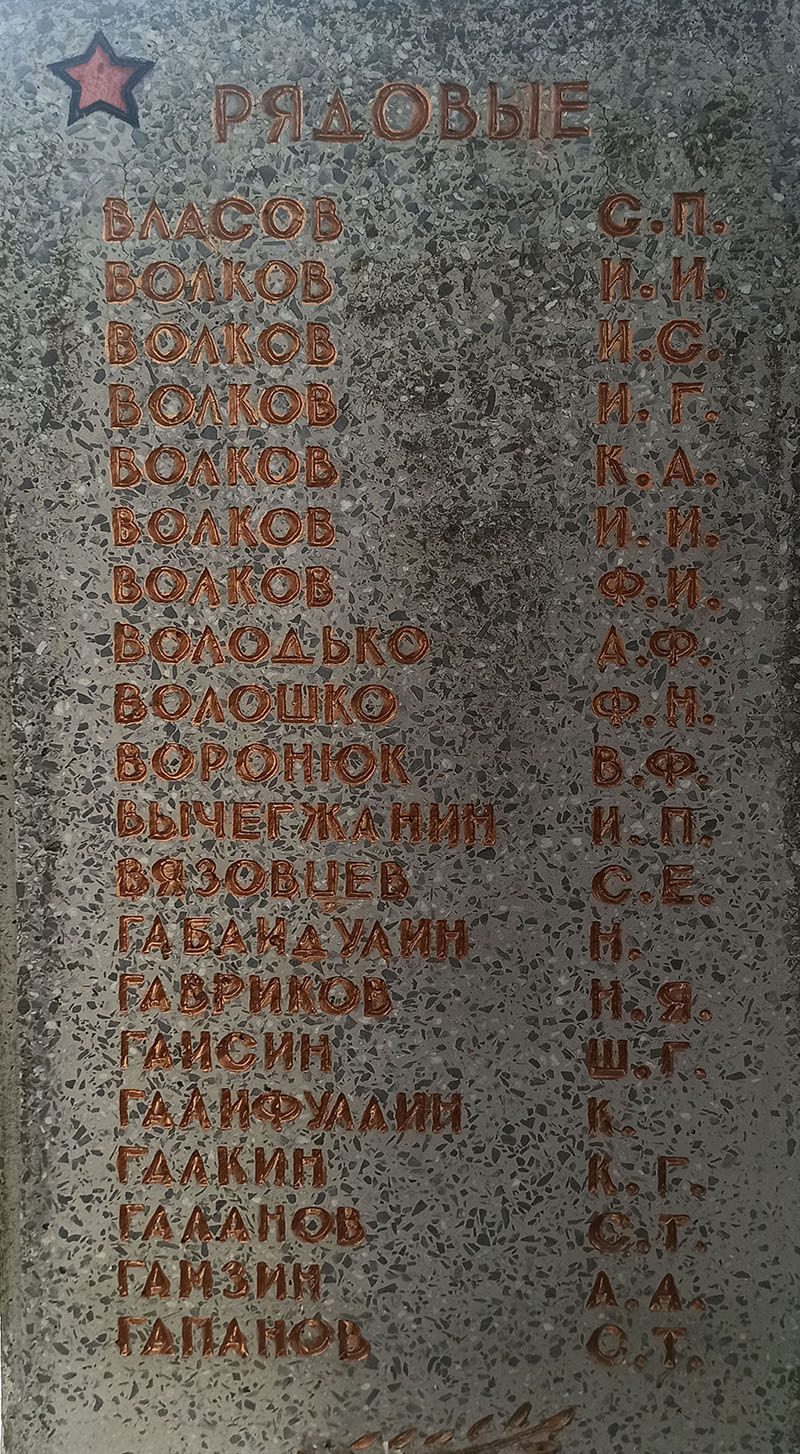 РЯДОВЫЕ
ВЛАСОВ С.П.
ВОЛКОВ И.И.
ВОЛКОВ И.С.
ВОЛКОВ И.Г.
ВОЛКОВ К.А.
ВОЛКОВ И.И.
ВОЛКОВ Ф.И.
ВОЛОДЬКО А.Ф.
ВОЛОШКО Ф.Н.
ВОРОНЮК В.Ф.
ВЫЧЕГЖАНИН И.П.
ВЯЗОВЦЕВ С.Е.
ГАБАИДУЛИН Н.
ГАВРИКОВ Н.Я.
ГАИСИН Ш.Г.
ГАЛИФУЛЛИН К.
ГАЛКИН К.Г.
ГАЛАНОВ С.Т.
ГАМЗИН А.А.
ГАПАНОВ С.Т.